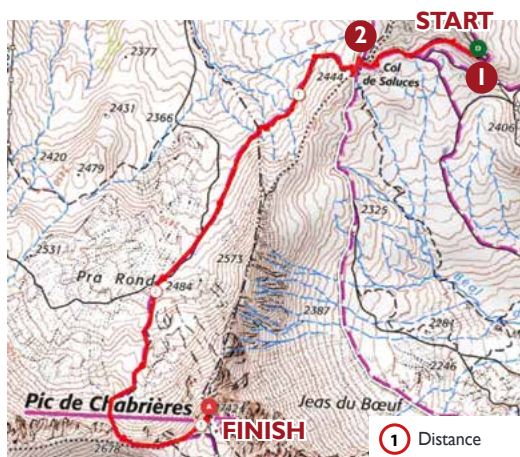 START
2377
2
2444
Col
de Saluces
1
2431
2366
2406
2420
2479
2325
2531
2573
Pra Rond
2484
2387
2281
2246
Pic de Chabrières
Jeas du Bœuf
FINISH
2678
1 Distance